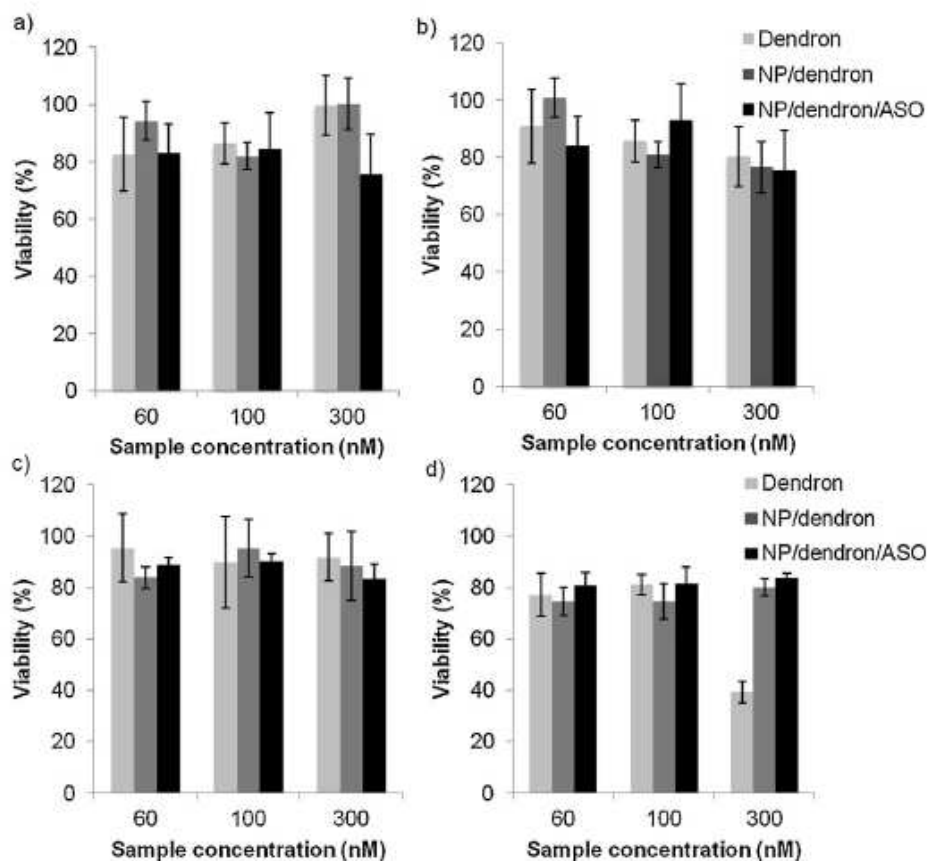 a)
120
100
80
60
40
20
0
Viability (%)
60 100 300
Sample concentration (nM)
b)
120
100
80
60
40
20
0
Viability (%)
60 100 300
Sample concentration (nM)
Dendron
NP/dendron
NP/dendron/ASO
c)
120
100
80
60
40
20
0
Viability (%)
60 100 300
Sample concentration (nM)
d)
120
100
80
60
40
20
0
Viability (%)
60 100 300
Sample concentration (nM)
Dendron
NP/dendron
NP/dendron/ASO